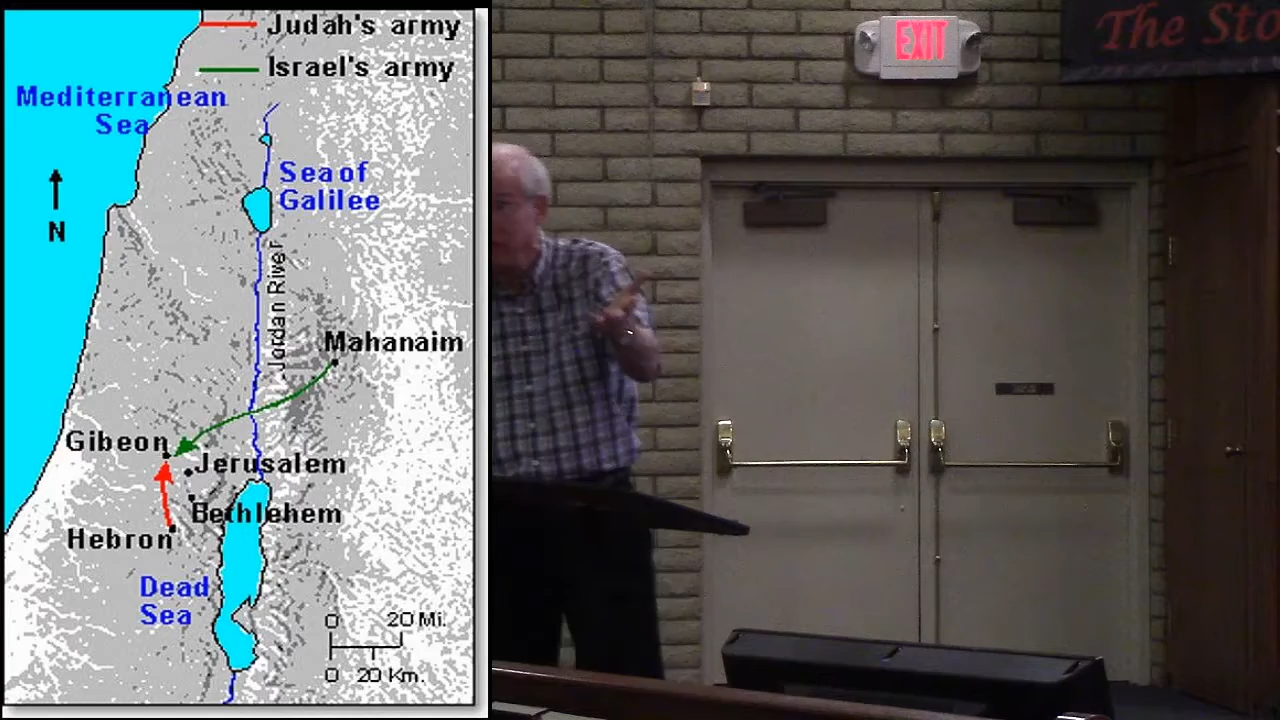 Judah's army
Israel's army
Mediterranean
Sea
N
Sea of
Galilee
Jordan River
Mahanaim
Gibeon
Jerusalem
Bethlehem
Hebron
Dead
Sea
0 20 Mi.
0 20 Km.
EXIT
The Sto